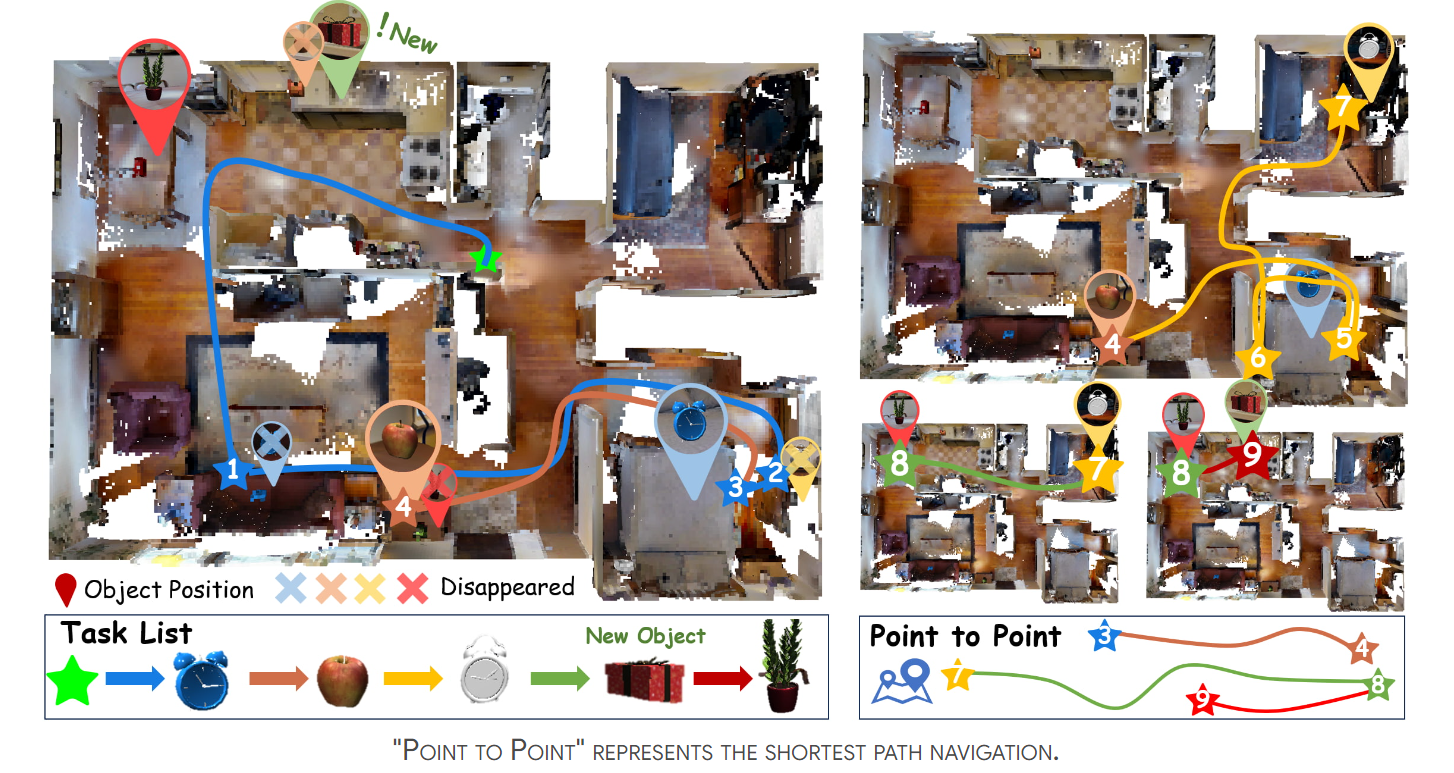 ! New
7
4
5
6
1
2
3
4
8
7
8
9
Object Position
Disappeared
Task List
New Object
Point to Point
3
4
7
8
9
"Point to Point" represents the shortest path navigation.